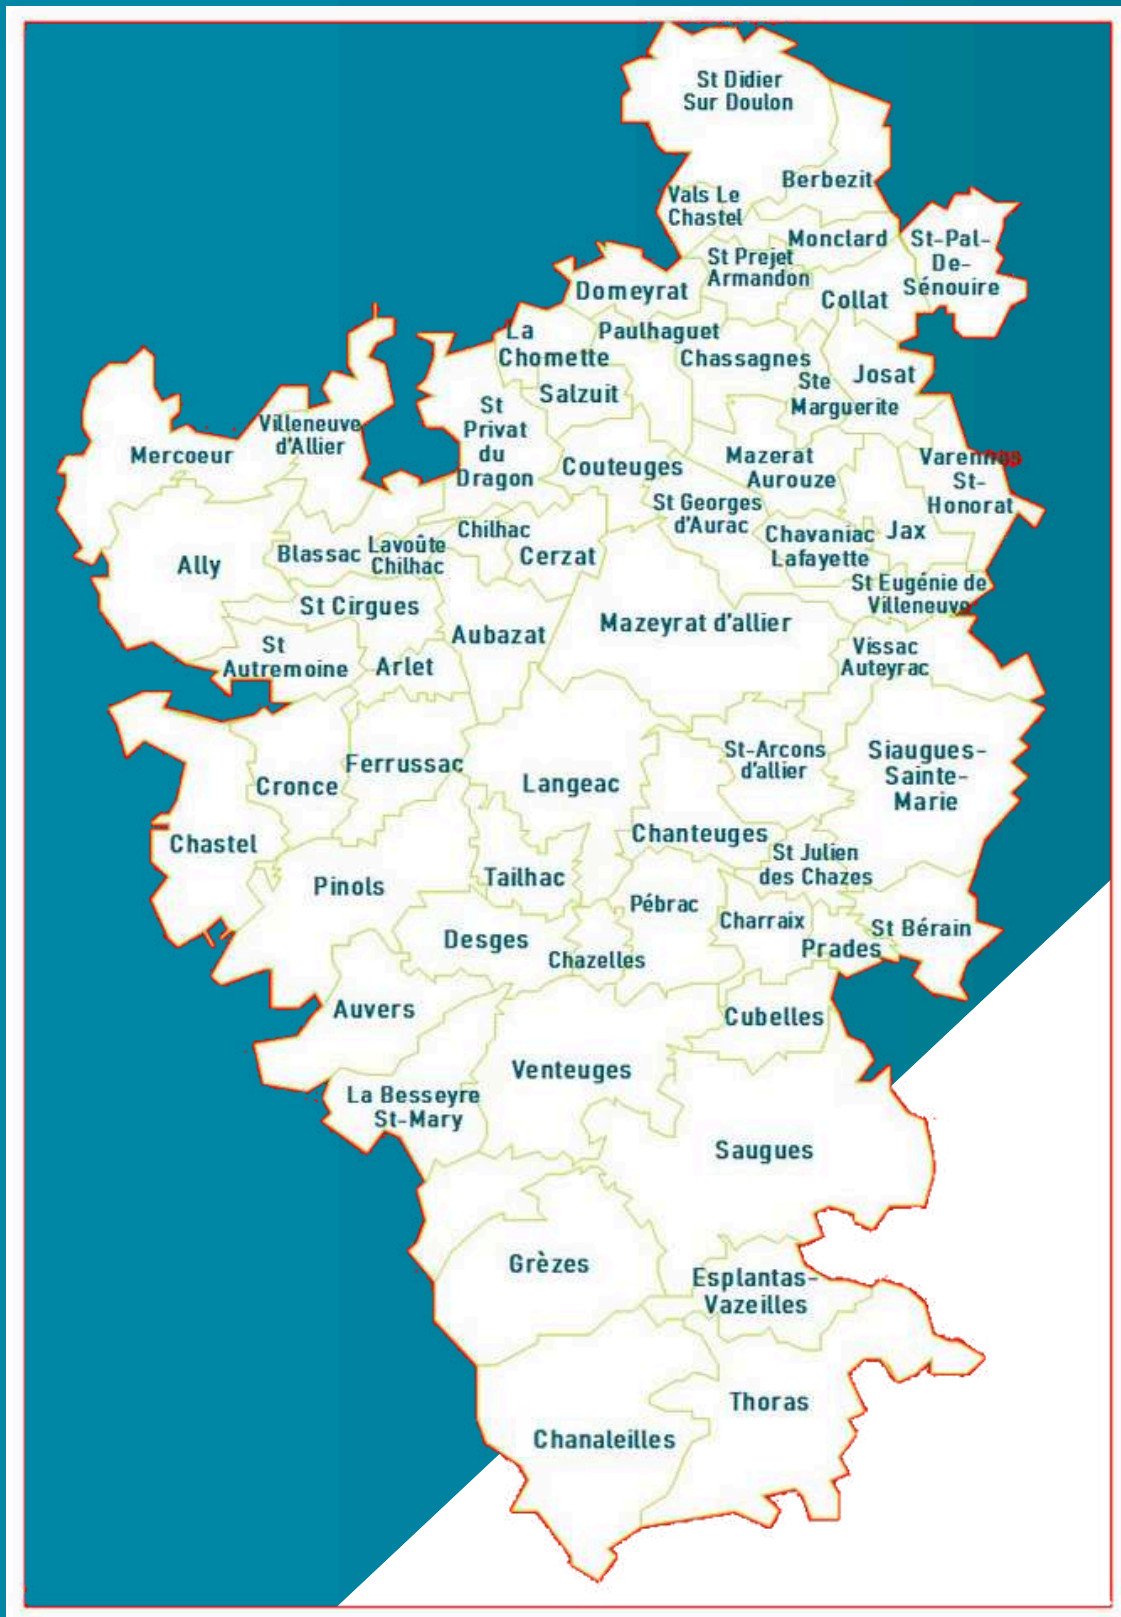 St Didier
Sur Doulon
Berbezit
Vals Le
Chastel
Monclard
St-Pal-
De-
Sénouire
St Prejet
Armandon
Domeyrat
Collat
La
Chomette
Paulhaguet
Chassagnes
Josat
Ste
Marguerite
Salzuit
St
Privat
du
Dragon
Villeneuve
d'Allier
Mercoeur
Couteuges
Mazerat
Aurouze
Varennes
St-
Honorat
St Georges
d'Aurac
Chilhac
Chavaniac
Lafayette
Jax
Blassac
Lavoûte
Chilhac
Cerzat
Ally
St Eugénie de
Villeneuve
St Cirgues
Aubazat
Mazeyrat d'allier
St
Autremoine
Arlet
Vissac
Auteyrac
Cronce
Ferrussac
Langeac
St-Arcons
d'allier
Siaugues-
Sainte-
Marie
Chastel
Chanteuges
St Julien
des Chazes
Pinols
Tailhac
Pébrac
Charraix
St Bérain
Desges
Chazelles
Prades
Auvers
Cubelles
Venteuges
La Besseyre
St-Mary
Saugues
Grèzes
Esplantas-
Vazeilles
Thoras
Chanaleilles